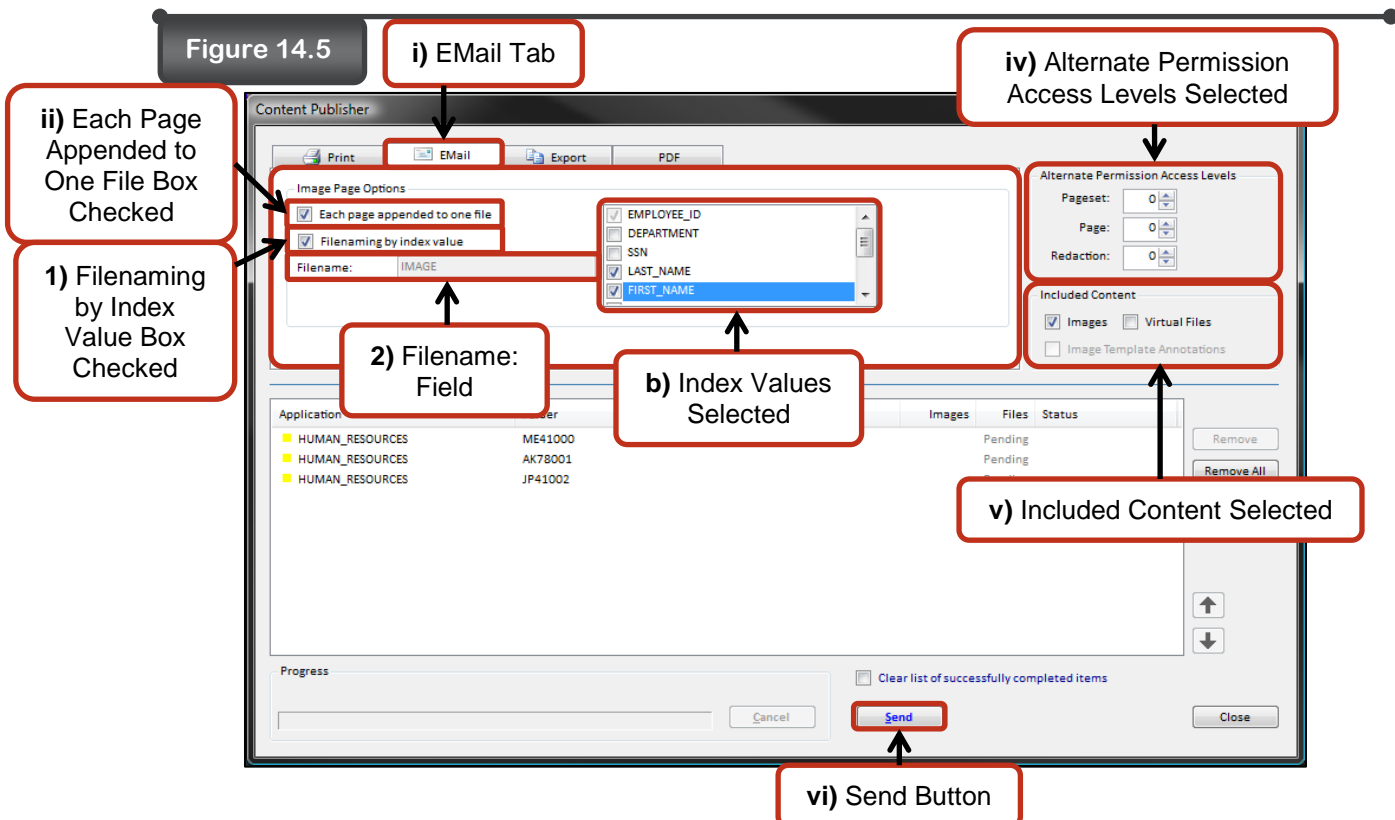 Figure 14.5
i) EMail Tab
iv) Alternate Permission
Access Levels Selected
ii) Each Page
Appended to
One File Box
Checked
1) Filenaming
by Index
Value Box
Checked
Content Publisher
Print
EMail
Export
PDF
Image Page Options
Each page appended to one file
Filenaming by index value
Filename:
IMAGE
EMPLOYEE_ID
DEPARTMENT
SSN
LAST_NAME
FIRST_NAME
Alternate Permission Access Levels
Pageset: 0
Page: 0
Redaction: 0
Included Content
Images Virtual Files
Image Template Annotations
2) Filename:
Field
b) Index Values
Selected
v) Included Content Selected
Application Images Files Status
HUMAN_RESOURCES ME41000 Pending
HUMAN_RESOURCES AK78001 Pending
HUMAN_RESOURCES JP41002
Remove
Remove All
Progress
Cancel
Clear list of successfully completed items
Send
Close
vi) Send Button